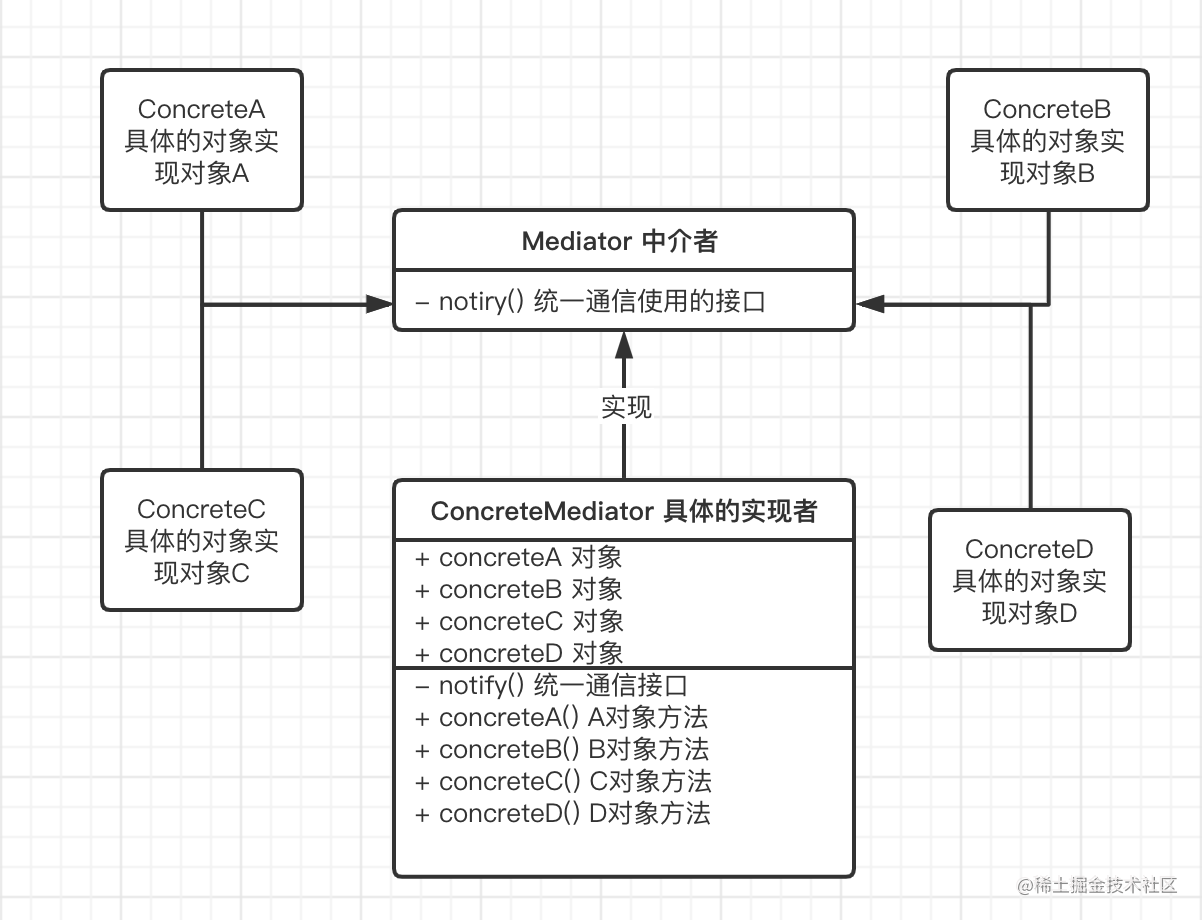 ConcreteA
具体的对象实
现对象A
ConcreteB
具体的对象实
现对象B
Mediator 中介者
– notiry() 统一通信使用的接口
实现
ConcreteC
具体的对象实
现对象C
ConcreteMediator 具体的实现者
+ concreteA 对象
+ concreteB 对象
+ concreteC 对象
+ concreteD 对象
– notify() 统一通信接口
+ concreteA() A对象方法
+ concreteB() B对象方法
+ concreteC() C对象方法
+ concreteD() D对象方法
ConcreteD
具体的对象实
现对象D
@稀土掘金技术社区